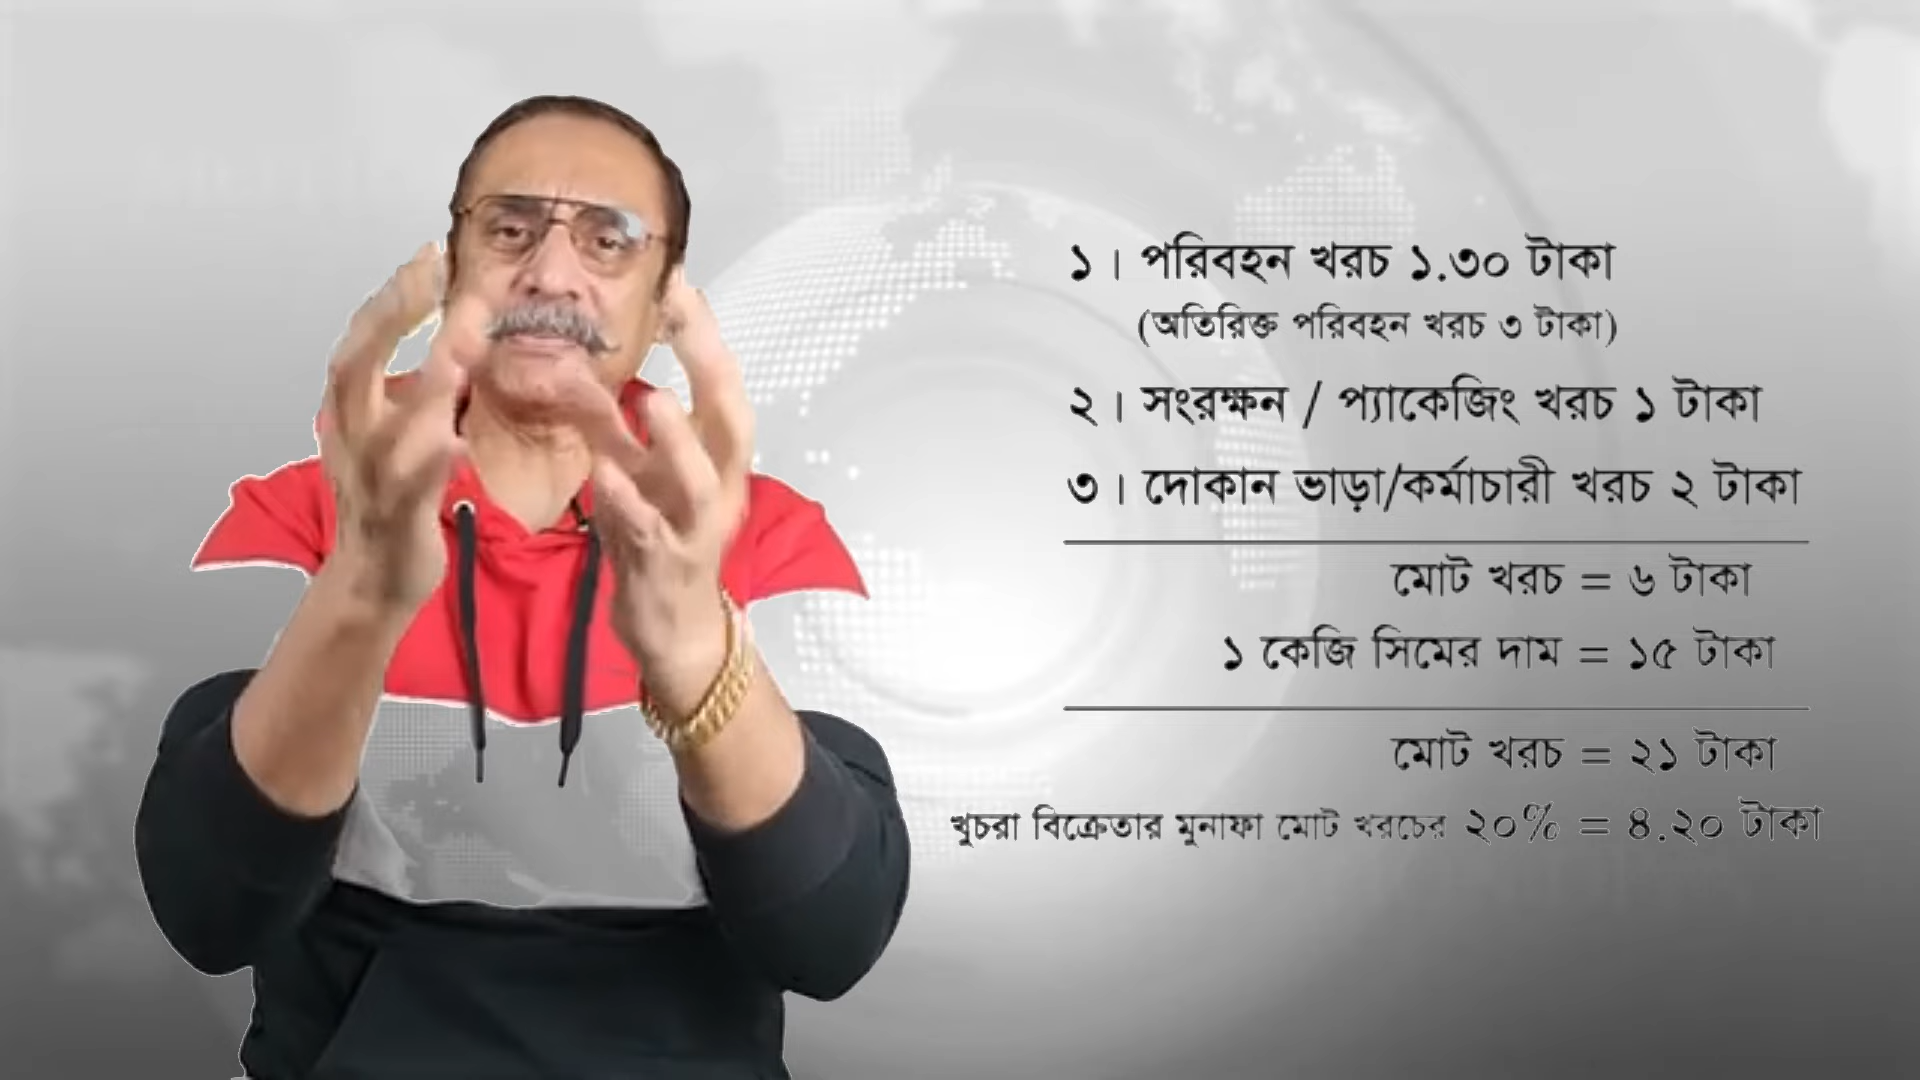 ১। পরিবহন খরচ ১.৩০ টাকা
(অতিরিক্ত পরিবহন খরচ ৩ টাকা)
২। সংরক্ষন / প্যাকেজিং খরচ ১ টাকা
৩। দোকান ভাড়া/কর্মাচারী খরচ ২ টাকা
মোট খরচ = ৬ টাকা
১ কেজি সিমের দাম = ১৫ টাকা
মোট খরচ = ২১ টাকা
খুচরা বিক্রেতার মুনাফা মোট খরচের ২০% = ৪.২০ টাকা